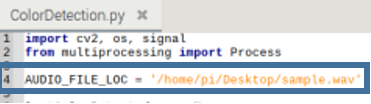 ColorDetection.py ✖
1 import cv2, os, signal
2 from multiprocessing import Process
3
4 AUDIO_FILE_LOC = '/home/pi/Desktop/sample.wav'